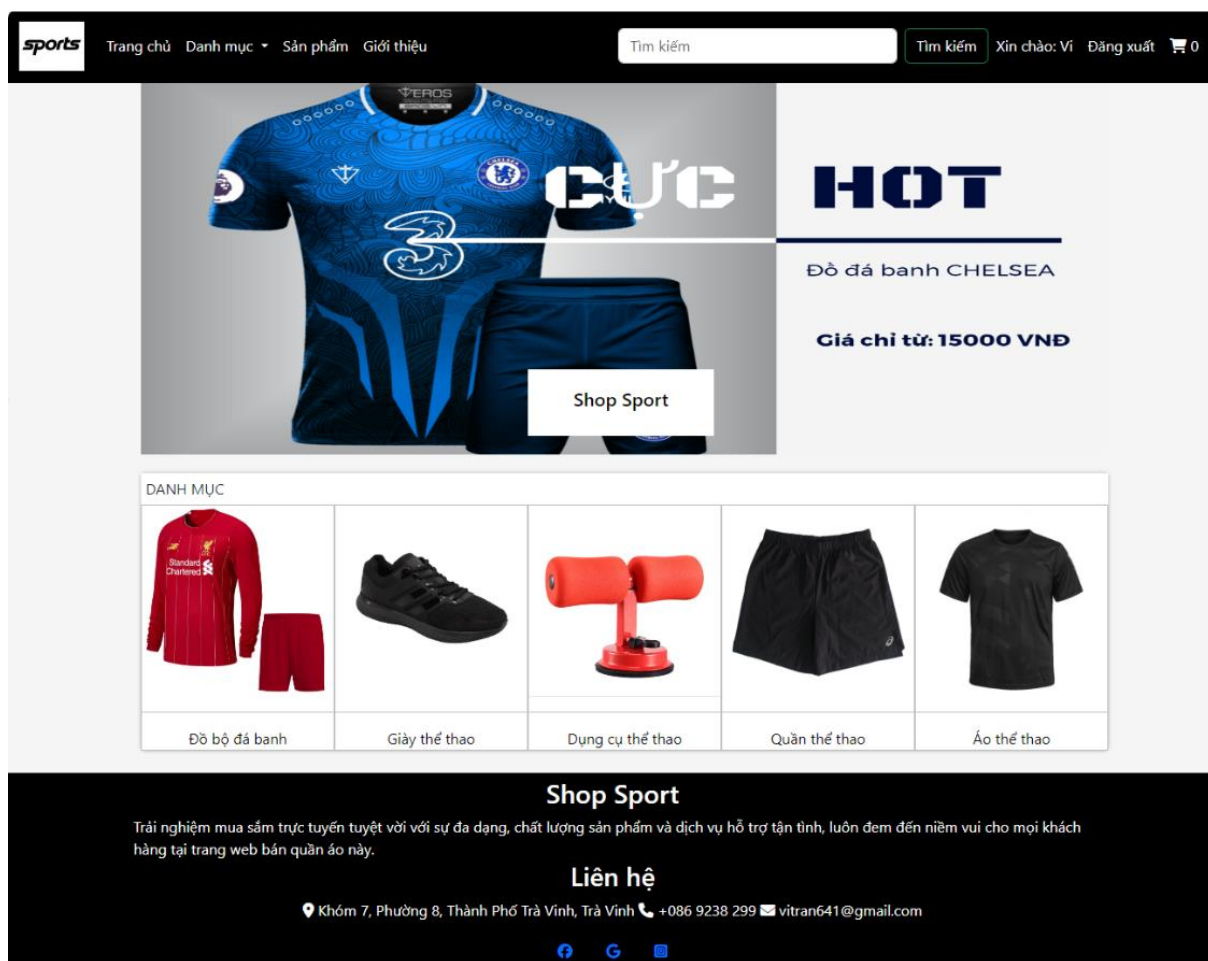 sports Trang chủ Danh mục Sản phẩm Giới thiệu Tìm kiếm Tìm kiếm Xin chào: Vi Đăng xuất 0
VEROS
CHELSEA
CỰC HOT
3
Đồ đá banh CHELSEA
Giá chỉ từ: 15000 VNĐ
Shop Sport
DANH MỤC
Standard
Chartered
Đồ bộ đá banh Giày thể thao Dụng cụ thể thao Quần thể thao Áo thể thao
Shop Sport
Trải nghiệm mua sắm trực tuyến tuyệt vời với sự đa dạng, chất lượng sản phẩm và dịch vụ hỗ trợ tận tình, luôn đem đến niềm vui cho mọi khách
hàng tại trang web bán quần áo này.
Liên hệ
Khóm 7, Phường 8, Thành Phố Trà Vinh, Trà Vinh +086 9238 299 vitran641@gmail.com